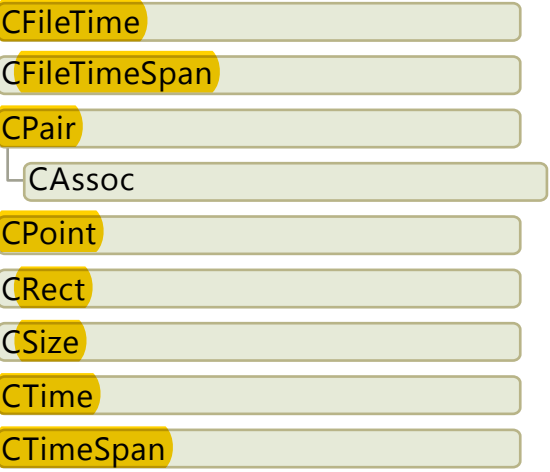 CFileTime
CFileTimeSpan
CPair
CAssoc
CPoint
CRect
CSize
CTime
CTimeSpan